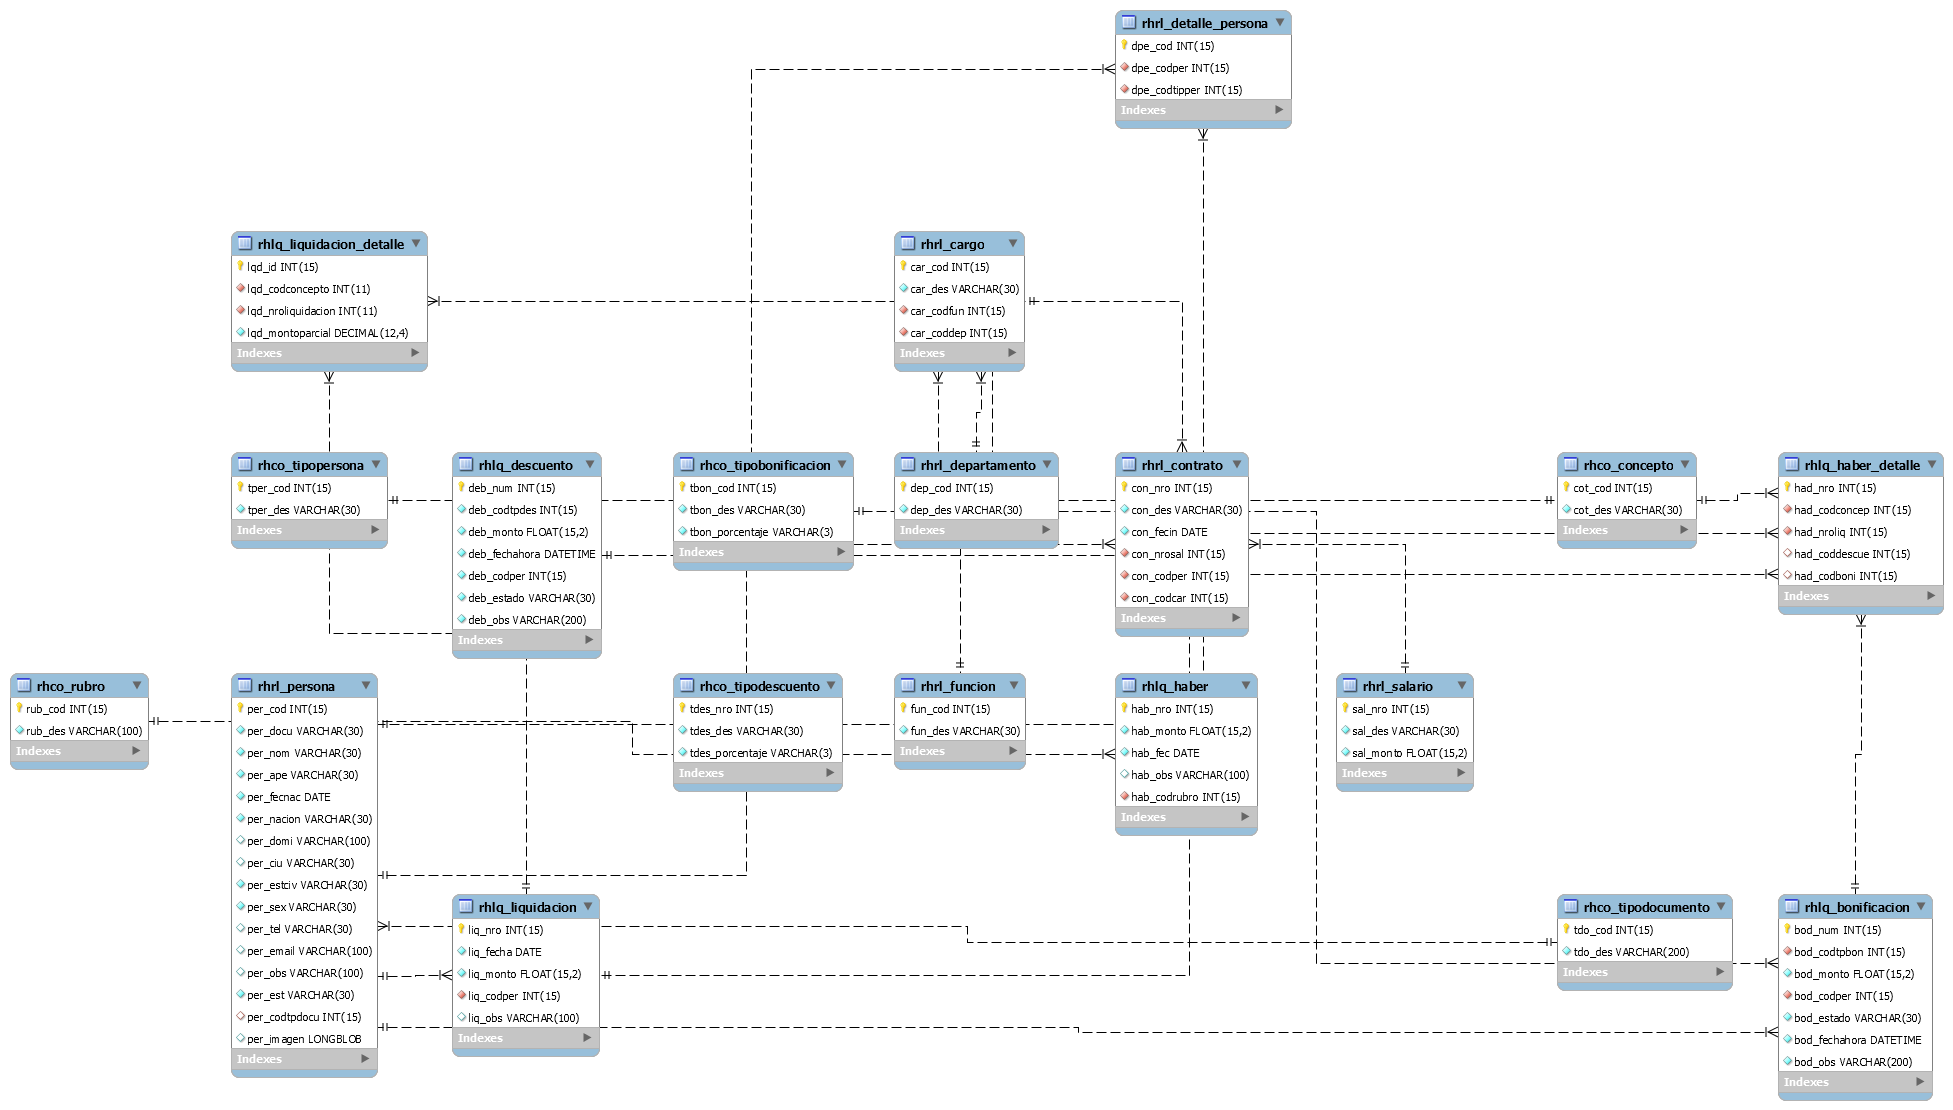 rhrl_detalle_persona
dpe_cod INT(15)
dpe_codper INT(15)
dpe_codtipper INT(15)
Indexes
rhlq_liquidacion_detalle
lqd_id INT(15)
lqd_codconcepto INT(11)
lqd_nroliquidacion INT(11)
lqd_montoparcial DECIMAL(12,4)
Indexes
rhrl_cargo
car_cod INT(15)
car_des VARCHAR(30)
car_codfun INT(15)
car_coddep INT(15)
Indexes
rhco_tipopersona
tper_cod INT(15)
tper_des VARCHAR(30)
Indexes
rhlq_descuento
deb_num INT(15)
deb_codtpdes INT(15)
deb_monto FLOAT(15,2)
deb_fechahora DATETIME
deb_codper INT(15)
deb_estado VARCHAR(30)
deb_obs VARCHAR(200)
Indexes
rhco_tipobonificacion
tbon_cod INT(15)
tbon_des VARCHAR(30)
tbon_porcentaje VARCHAR(3)
Indexes
rhrl_departamento
dep_cod INT(15)
dep_des VARCHAR(30)
Indexes
rhrl_contrato
con_nro INT(15)
con_des VARCHAR(30)
con_fecin DATE
con_nrosal INT(15)
con_codper INT(15)
con_codcar INT(15)
Indexes
rhco_concepto
cot_cod INT(15)
cot_des VARCHAR(30)
Indexes
rhlq_haber_detalle
had_nro INT(15)
had_codconcep INT(15)
had_nroliq INT(15)
had_coddescue INT(15)
had_codboni INT(15)
Indexes
rhco_rubro
rub_cod INT(15)
rub_des VARCHAR(100)
Indexes
rhrl_persona
per_cod INT(15)
per_docu VARCHAR(30)
per_nom VARCHAR(30)
per_ape VARCHAR(30)
per_fecnac DATE
per_nacion VARCHAR(30)
per_domi VARCHAR(100)
per_ciu VARCHAR(30)
per_estciv VARCHAR(30)
per_sex VARCHAR(30)
per_tel VARCHAR(30)
per_email VARCHAR(100)
per_obs VARCHAR(100)
per_est VARCHAR(30)
per_codtpdocu INT(15)
per_imagen LONGBLOB
Indexes
rhco_tipodescuento
tdes_nro INT(15)
tdes_des VARCHAR(30)
tdes_porcentaje VARCHAR(3)
Indexes
rhrl_funcion
fun_cod INT(15)
fun_des VARCHAR(30)
Indexes
rhlq_haber
hab_nro INT(15)
hab_monto FLOAT(15,2)
hab_fec DATE
hab_obs VARCHAR(100)
hab_codrubro INT(15)
Indexes
rhrl_salario
sal_nro INT(15)
sal_des VARCHAR(30)
sal_monto FLOAT(15,2)
Indexes
rhlq_liquidacion
liq_nro INT(15)
liq_fecha DATE
liq_monto FLOAT(15,2)
liq_codper INT(15)
liq_obs VARCHAR(100)
Indexes
rhco_tipodocumento
tdo_cod INT(15)
tdo_des VARCHAR(200)
Indexes
rhlq_bonificacion
bod_num INT(15)
bod_codtpbon INT(15)
bod_monto FLOAT(15,2)
bod_codper INT(15)
bod_estado VARCHAR(30)
bod_fechahora DATETIME
bod_obs VARCHAR(200)
Indexes